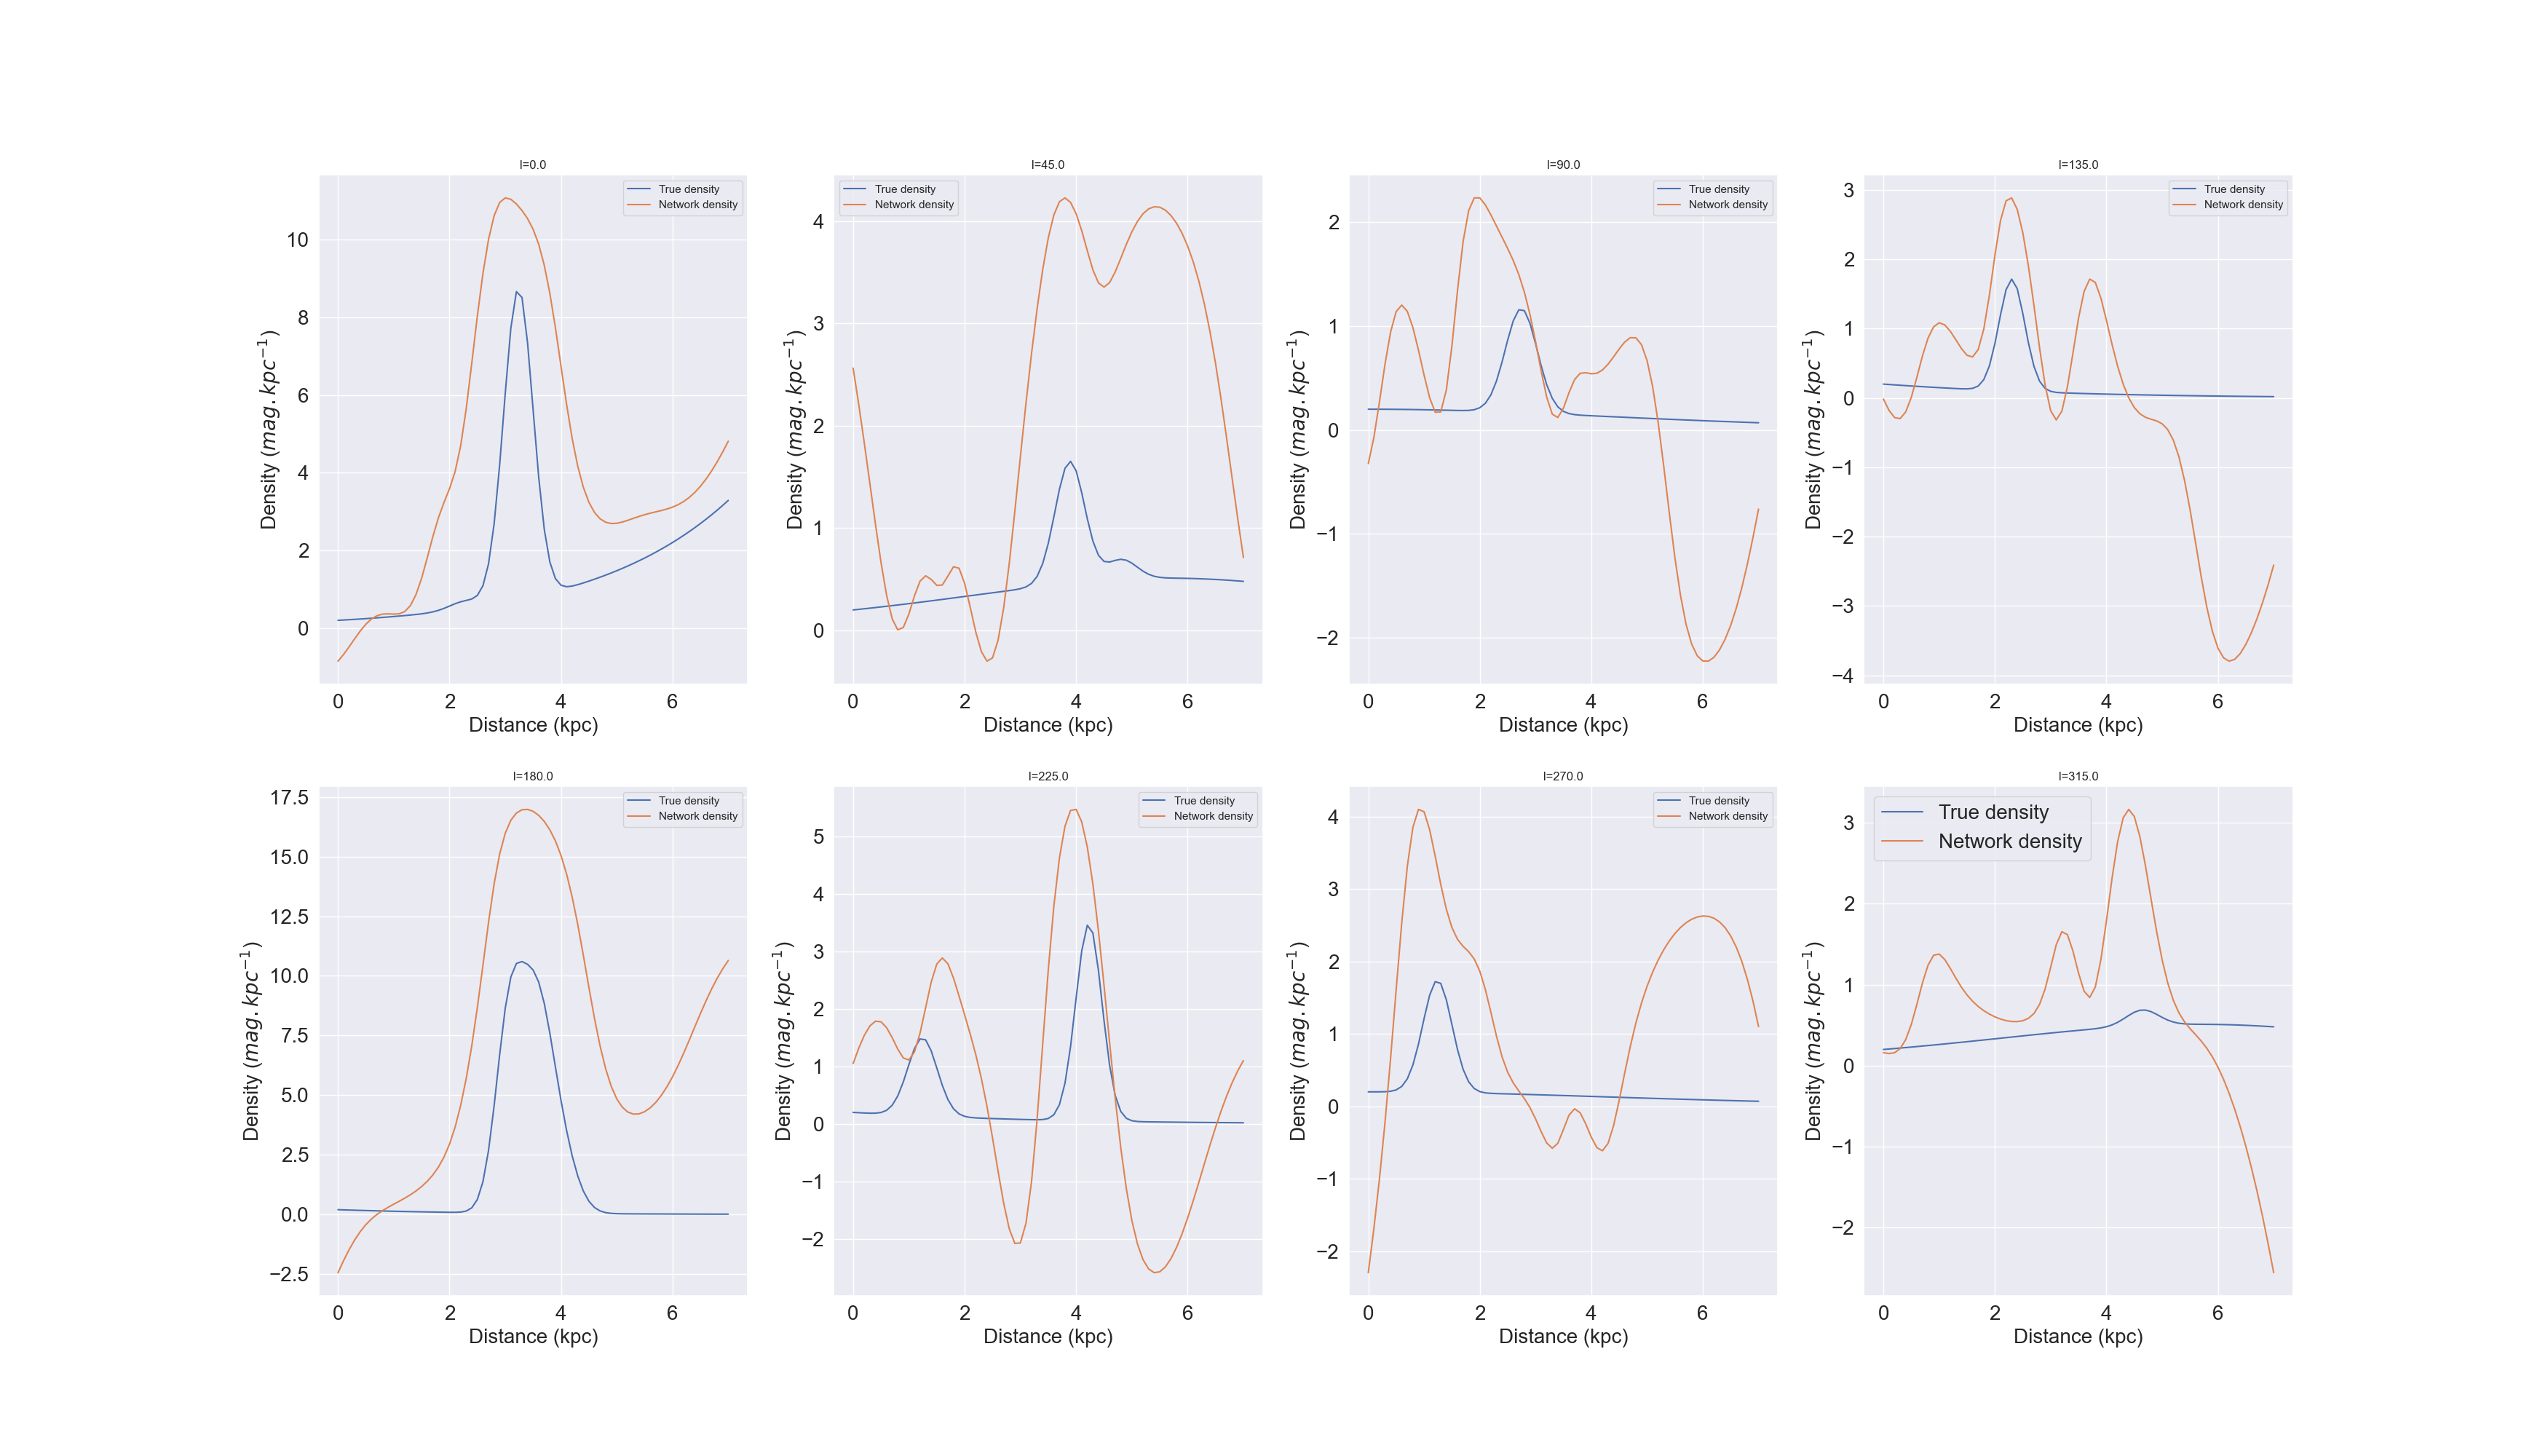 l=0.0
True density
Network density
10
8
6
4
2
0
Density (mag. kpc⁻¹)
0 2 4 6
Distance (kpc)
l=45.0
True density
Network density
4
3
2
1
0
Density (mag. kpc⁻¹)
0 2 4 6
Distance (kpc)
l=90.0
True density
Network density
2
1
0
−1
−2
Density (mag. kpc⁻¹)
0 2 4 6
Distance (kpc)
l=135.0
True density
Network density
3
2
1
0
−1
−2
−3
−4
Density (mag. kpc⁻¹)
0 2 4 6
Distance (kpc)
l=180.0
True density
Network density
17.5
15.0
12.5
10.0
7.5
5.0
2.5
0.0
−2.5
Density (mag. kpc⁻¹)
0 2 4 6
Distance (kpc)
l=225.0
True density
Network density
5
4
3
2
1
0
−1
−2
Density (mag. kpc⁻¹)
0 2 4 6
Distance (kpc)
l=270.0
True density
Network density
4
3
2
1
0
−1
−2
Density (mag. kpc⁻¹)
0 2 4 6
Distance (kpc)
l=315.0
True density
Network density
3
2
1
0
−1
−2
Density (mag. kpc⁻¹)
0 2 4 6
Distance (kpc)